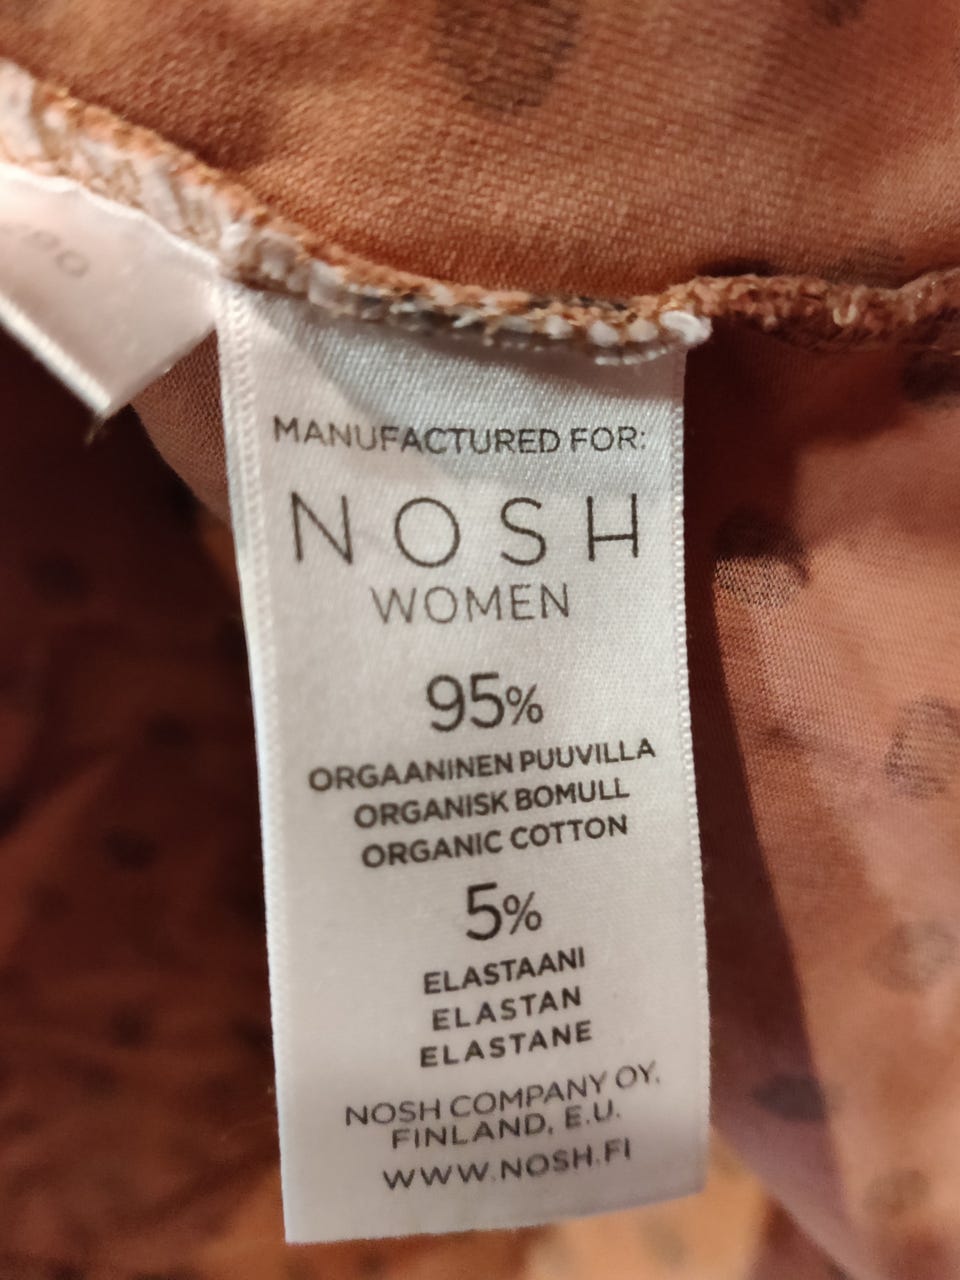 MANUFACTURED FOR:
NOSH
WOMEN
95%
ORGAANINEN PUUVILLA
ORGANISK BOMULL
ORGANIC COTTON
5%
ELASTAANI
ELASTAN
ELASTANE
NOSH COMPANY OY,
FINLAND, E.U.
WWW.NOSH.FI